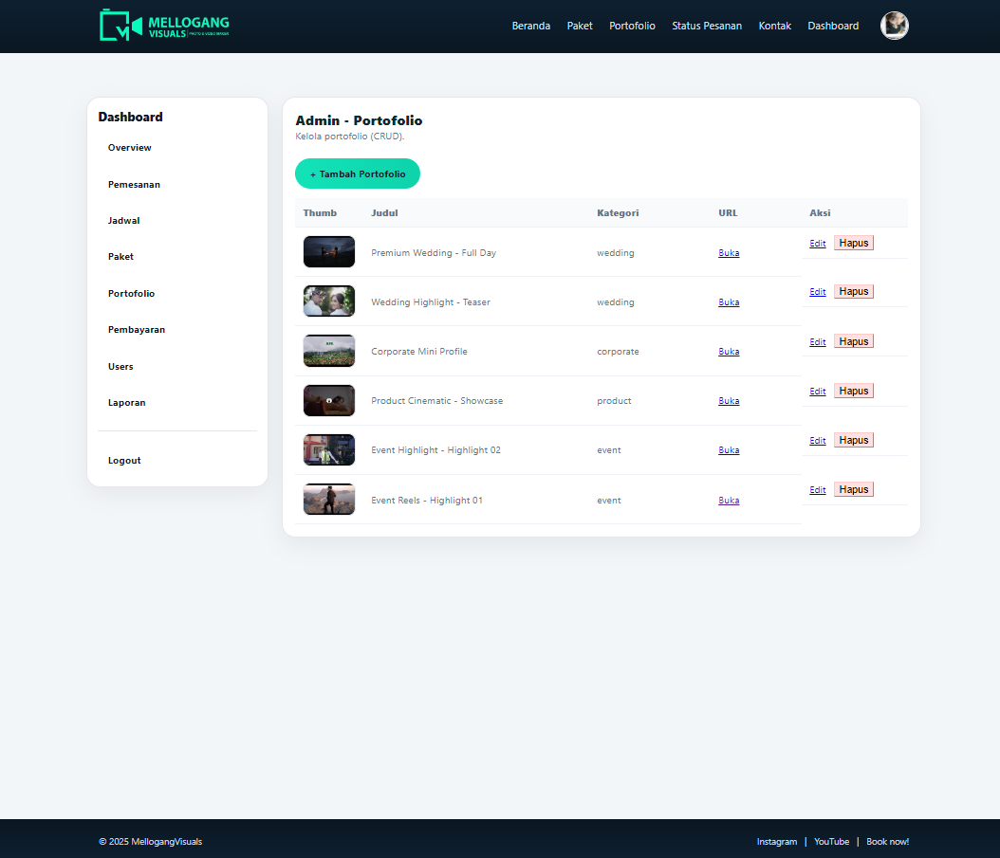 MELLOGANG
VISUALS PHOTO & VIDEO MAKER
Beranda Paket Portofolio Status Pesanan Kontak Dashboard
Dashboard
Overview
Pemesanan
Jadwal
Paket
Portofolio
Pembayaran
Users
Laporan
Logout
Admin - Portofolio
Kelola portofolio (CRUD).
+ Tambah Portofolio
Thumb Judul Kategori URL Aksi
Premium Wedding - Full Day wedding Buka Edit Hapus
Wedding Highlight - Teaser wedding Buka Edit Hapus
Corporate Mini Profile corporate Buka Edit Hapus
Product Cinematic - Showcase product Buka Edit Hapus
Event Highlight - Highlight 02 event Buka Edit Hapus
Event Reels - Highlight 01 event Buka Edit Hapus
© 2025 MellogangVisuals
Instagram | YouTube | Book now!